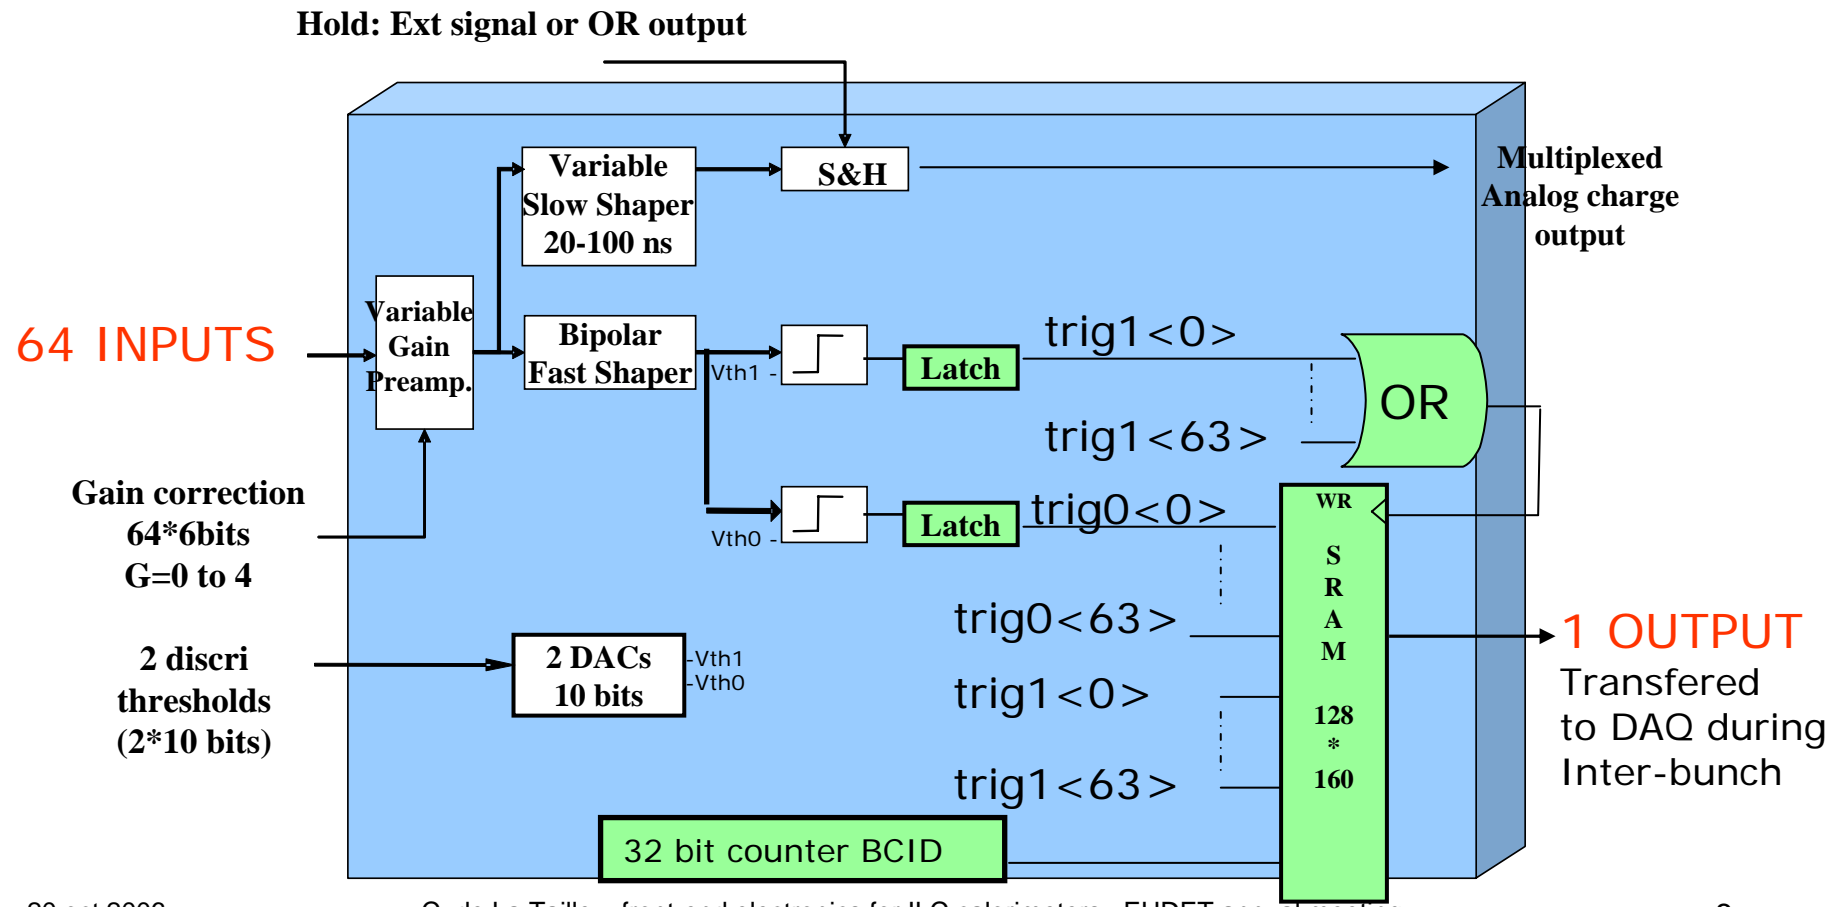 Hold: Ext signal or OR output
Variable
Slow Shaper
20-100 ns
S&H
Multiplexed
Analog charge
output
64 INPUTS
Variable
Gain
Preamp.
Bipolar
Fast Shaper
Vth1 -
Latch
trig1<0>
OR
trig1<63>
Gain correction
64*6bits
G=0 to 4
Vth0 -
Latch
trig0<0>
WR
S
R
A
M
128
*
160
trig0<63>
trig1<0>
trig1<63>
2 discri
thresholds
(2*10 bits)
2 DACs
10 bits
-Vth1
-Vth0
1 OUTPUT
Transfered
to DAQ during
Inter-bunch
32 bit counter BCID